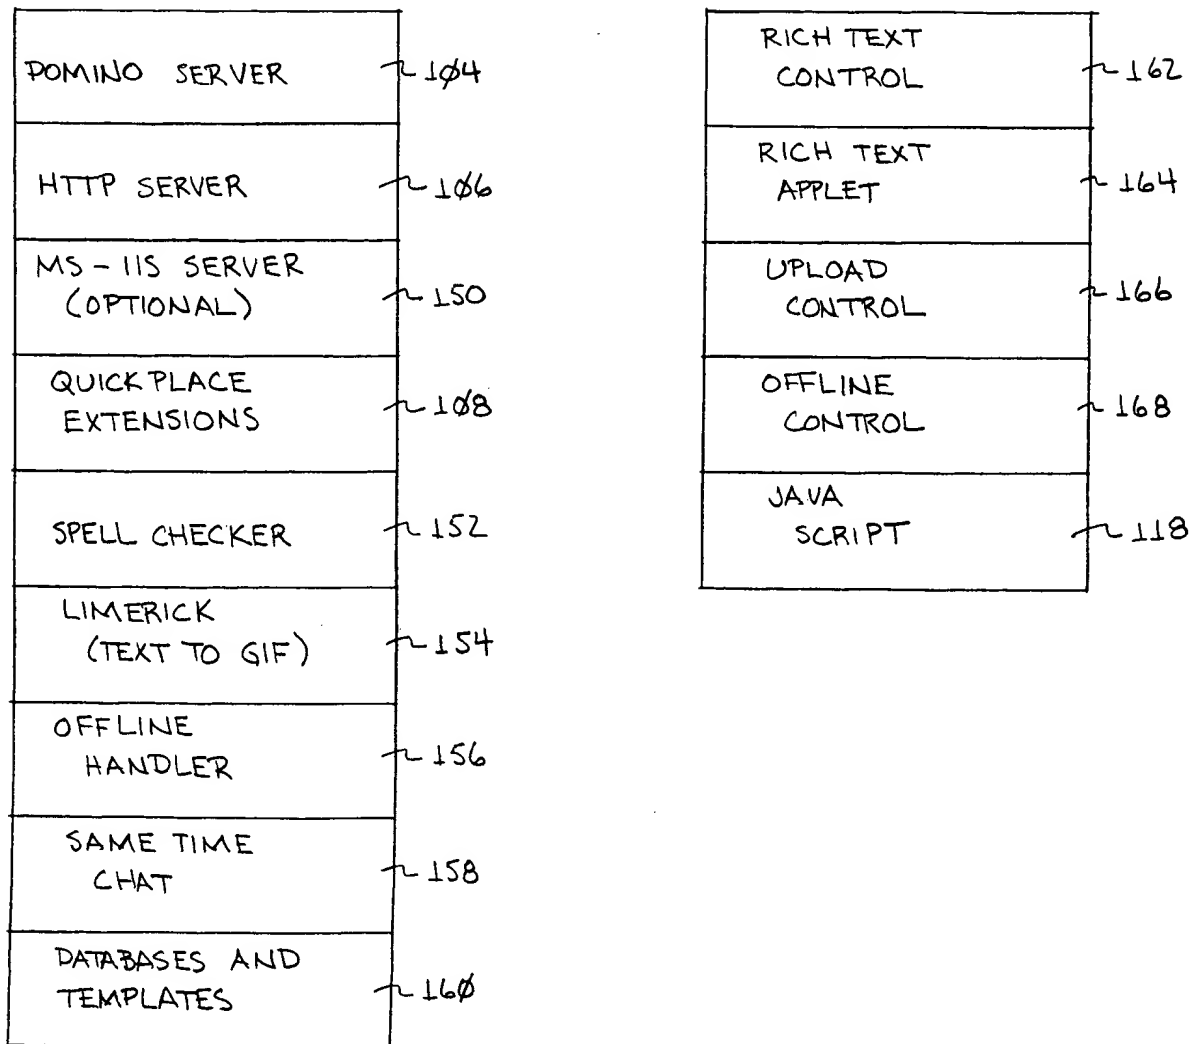 DOMINO SERVER 104
HTTP SERVER 106
MS-IIS SERVER
(OPTIONAL) 150
QUICKPLACE
EXTENSIONS 108
SPELL CHECKER 152
LIMERICK
(TEXT TO GIF) 154
OFFLINE
HANDLER 156
SAME TIME
CHAT 158
DATABASES AND
TEMPLATES 160
RICH TEXT
CONTROL 162
RICH TEXT
APPLET 164
UPLOAD
CONTROL 166
OFFLINE
CONTROL 168
JAVA
SCRIPT 118